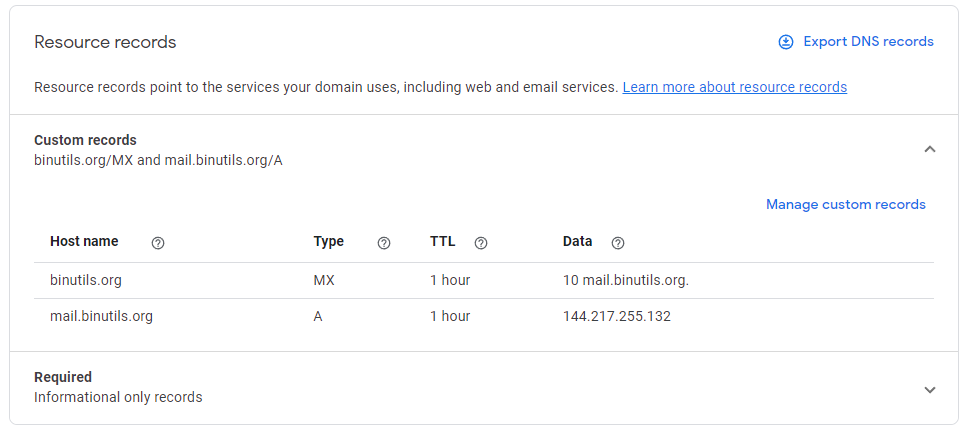 Resource records
Export DNS records
Resource records point to the services your domain uses, including web and email services. Learn more about resource records
Custom records
binutils.org/MX and mail.binutils.org/A
Manage custom records
Host name Type TTL Data
binutils.org MX 1 hour 10 mail.binutils.org.
mail.binutils.org A 1 hour 144.217.255.132
Required
Informational only records